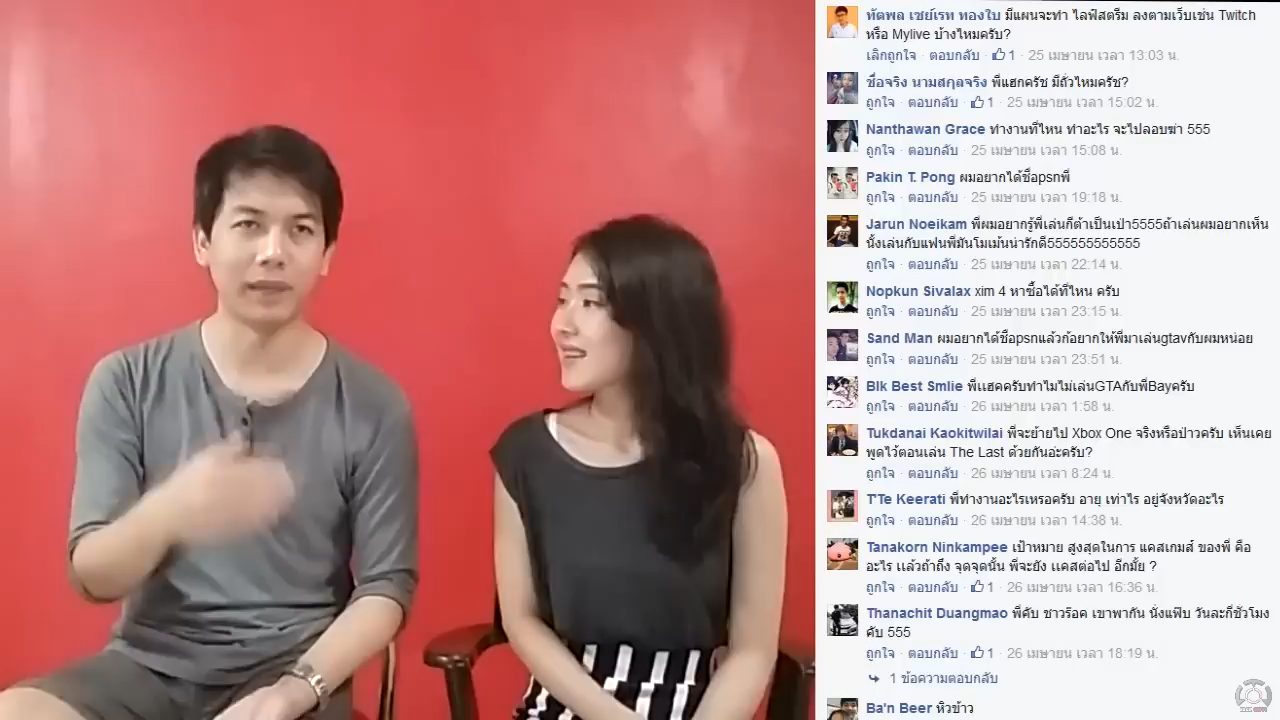 ทัตพล เชย์เรท ทองใบ มีแผนจะทำ ไลฟ์สตรีม ลงตามเว็บเช่น Twitch
หรือ Mylive บ้างไหมครับ?
เลิกถูกใจ · ตอบกลับ · 1 · 25 เมษายน เวลา 13:03 น.
ชื่อจริง นามสกุลจริง พี่แฮกครัช มีถั่วไหมครัช?
ถูกใจ · ตอบกลับ · 1 · 25 เมษายน เวลา 15:02 น.
Nanthawan Grace ทำงานที่ไหน ทำอะไร จะไปลอบฆ่า 555
ถูกใจ · ตอบกลับ · 25 เมษายน เวลา 15:08 น.
Pakin T. Pong ผมอยากได้ชื่อpsnพี่
ถูกใจ · ตอบกลับ · 25 เมษายน เวลา 19:18 น.
Jarun Noeikam พี่ผมอยากรู้พี่เล่นกีต้าเป็นเป่า5555ถ้าเล่นผมอยากเห็น
นั้งเล่นกับแฟนพี่มันโมเม้นน่ารักดี555555555555
ถูกใจ · ตอบกลับ · 25 เมษายน เวลา 22:14 น.
Nopkun Sivalax xim 4 หาซื้อได้ที่ไหน ครับ
ถูกใจ · ตอบกลับ · 25 เมษายน เวลา 23:15 น.
Sand Man ผมอยากได้ชื่อpsnแล้วก้อยากให้พี่มาเล่นgtavกับผมหน่อย
ถูกใจ · ตอบกลับ · 25 เมษายน เวลา 23:51 น.
Blk Best Smlie พี่แฮคครับทำไมไม่เล่นGTAกับพี่Bayครับ
ถูกใจ · ตอบกลับ · 26 เมษายน เวลา 1:58 น.
Tukdanai Kaokitwilai พี่จะย้ายไป Xbox One จริงหรือป่าวครับ เห็นเคย
พูดไว้ตอนเล่น The Last ด้วยกันอะครับ?
ถูกใจ · ตอบกลับ · 26 เมษายน เวลา 8:24 น.
T'Te Keerati พี่ทำงานอะไรเหรอครับ อายุ เท่าไร อยู่จังหวัดอะไร
ถูกใจ · ตอบกลับ · 26 เมษายน เวลา 14:38 น.
Tanakorn Ninkampee เป้าหมาย สูงสุดในการ แคสเกมส์ ของพี่ คือ
อะไร แล้วถ้าถึง จุดจุดนั้น พี่จะยัง แคสต่อไป อีกมั้ย ?
ถูกใจ · ตอบกลับ · 1 · 26 เมษายน เวลา 16:36 น.
Thanachit Duangmao พี่คับ ชาวร๊อค เขาพากัน นั่งแฟ๊บ วันละกี่ชั่วโมง
คับ 555
ถูกใจ · ตอบกลับ · 1 · 26 เมษายน เวลา 18:19 น.
1 ข้อความตอบกลับ
Ba'n Beer หิวข้าว